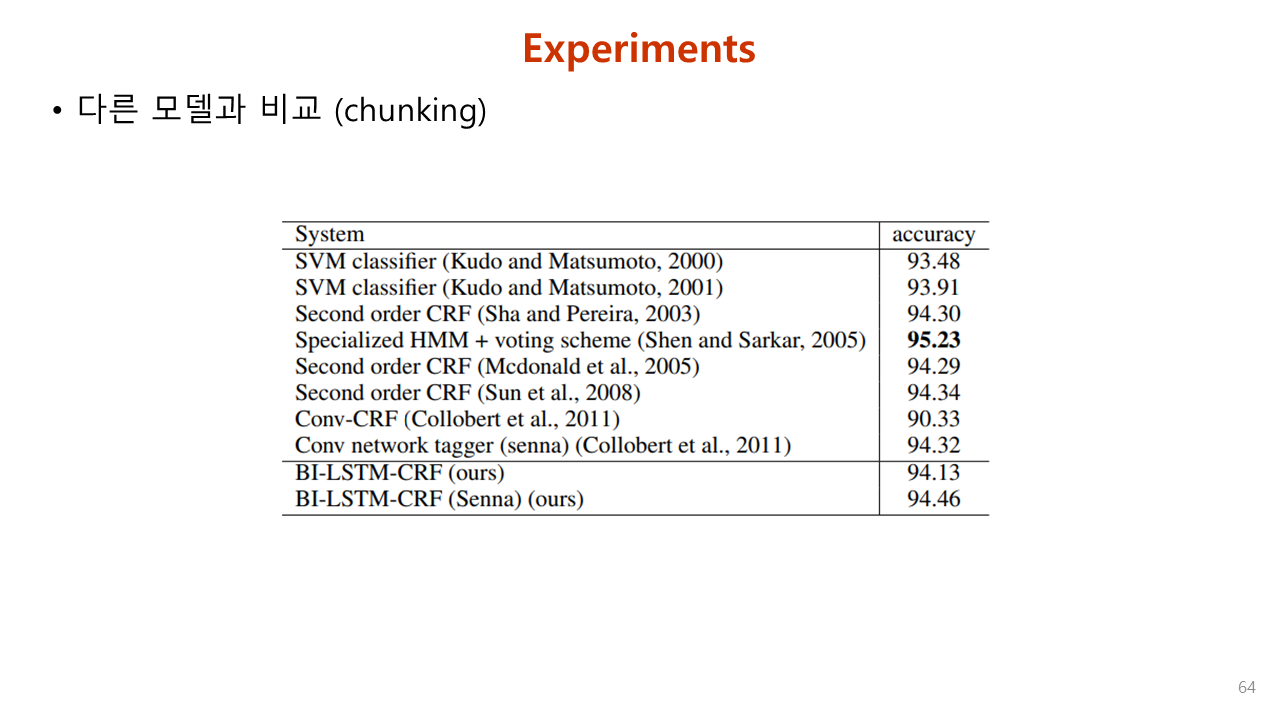 Experiments
• 다른 모델과 비교 (chunking)
System accuracy
SVM classifier (Kudo and Matsumoto, 2000) 93.48
SVM classifier (Kudo and Matsumoto, 2001) 93.91
Second order CRF (Sha and Pereira, 2003) 94.30
Specialized HMM + voting scheme (Shen and Sarkar, 2005) 95.23
Second order CRF (Mcdonald et al., 2005) 94.29
Second order CRF (Sun et al., 2008) 94.34
Conv-CRF (Collobert et al., 2011) 90.33
Conv network tagger (senna) (Collobert et al., 2011) 94.32
BI-LSTM-CRF (ours) 94.13
BI-LSTM-CRF (Senna) (ours) 94.46
64